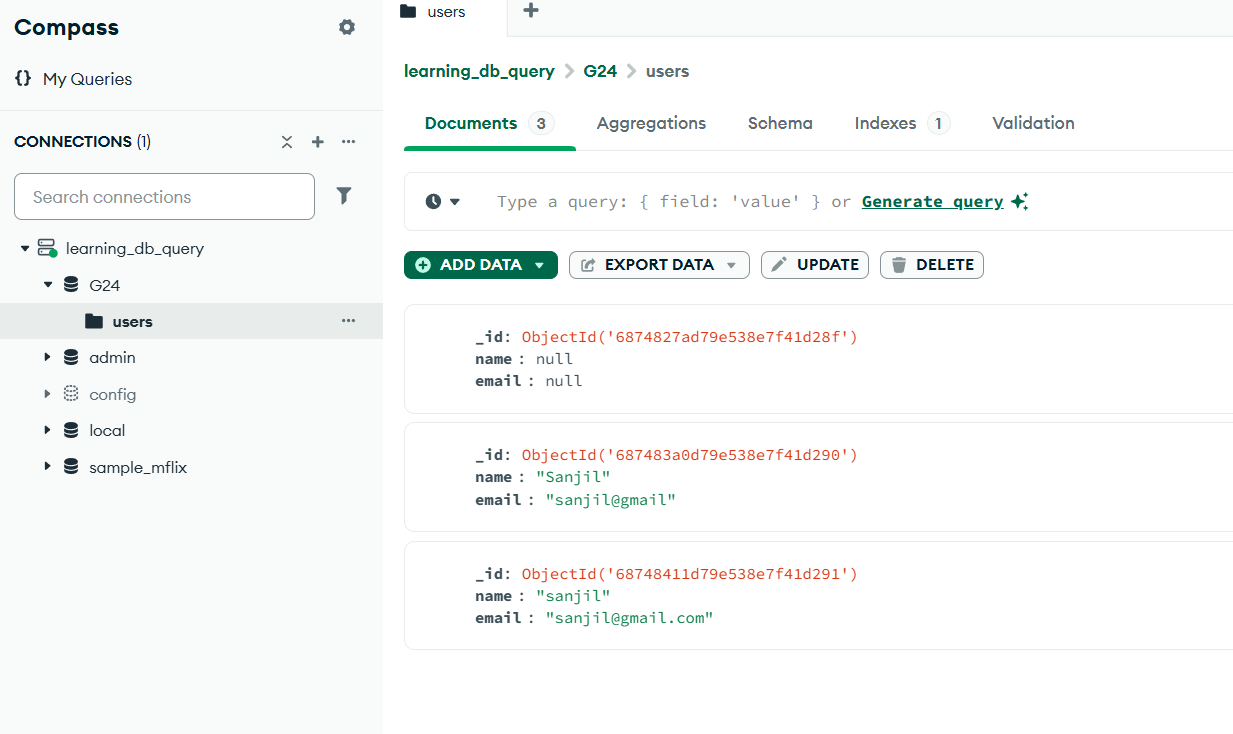 Compass
My Queries
CONNECTIONS (1)
Search connections
learning_db_query
G24
users
admin
config
local
sample_mflix
users
learning_db_query > G24 > users
Documents 3 Aggregations Schema Indexes 1 Validation
Type a query: { field: 'value' } or Generate query
ADD DATA EXPORT DATA UPDATE DELETE
_id: ObjectId('6874827ad79e538e7f41d28f')
name : null
email : null
_id: ObjectId('687483a0d79e538e7f41d290')
name : "Sanjil"
email : "sanjil@gmail"
_id: ObjectId('68748411d79e538e7f41d291')
name : "sanjil"
email : "sanjil@gmail.com"